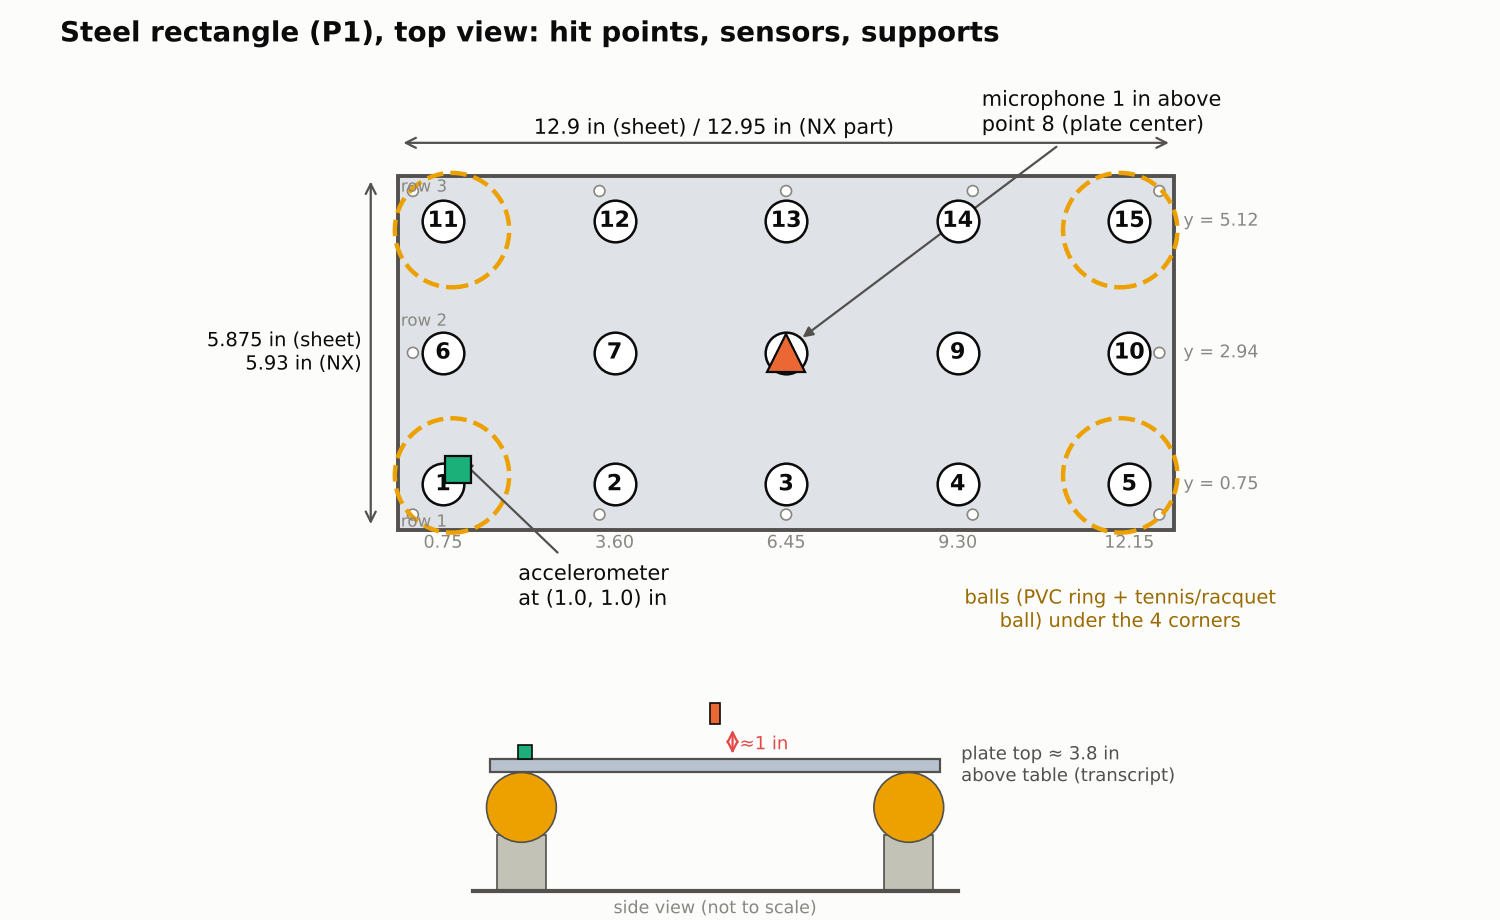 Steel rectangle (P1), top view: hit points, sensors, supports
microphone 1 in above
point 8 (plate center)
12.9 in (sheet) / 12.95 in (NX part)
row 3
11
12
13
14
15
y = 5.12
row 2
5.875 in (sheet)
5.93 in (NX)
6
7
9
10
y = 2.94
1
2
3
4
5
y = 0.75
row 1
0.75
3.60
6.45
9.30
12.15
accelerometer
at (1.0, 1.0) in
balls (PVC ring + tennis/racquet
ball) under the 4 corners
≈1 in
plate top ≈ 3.8 in
above table (transcript)
side view (not to scale)